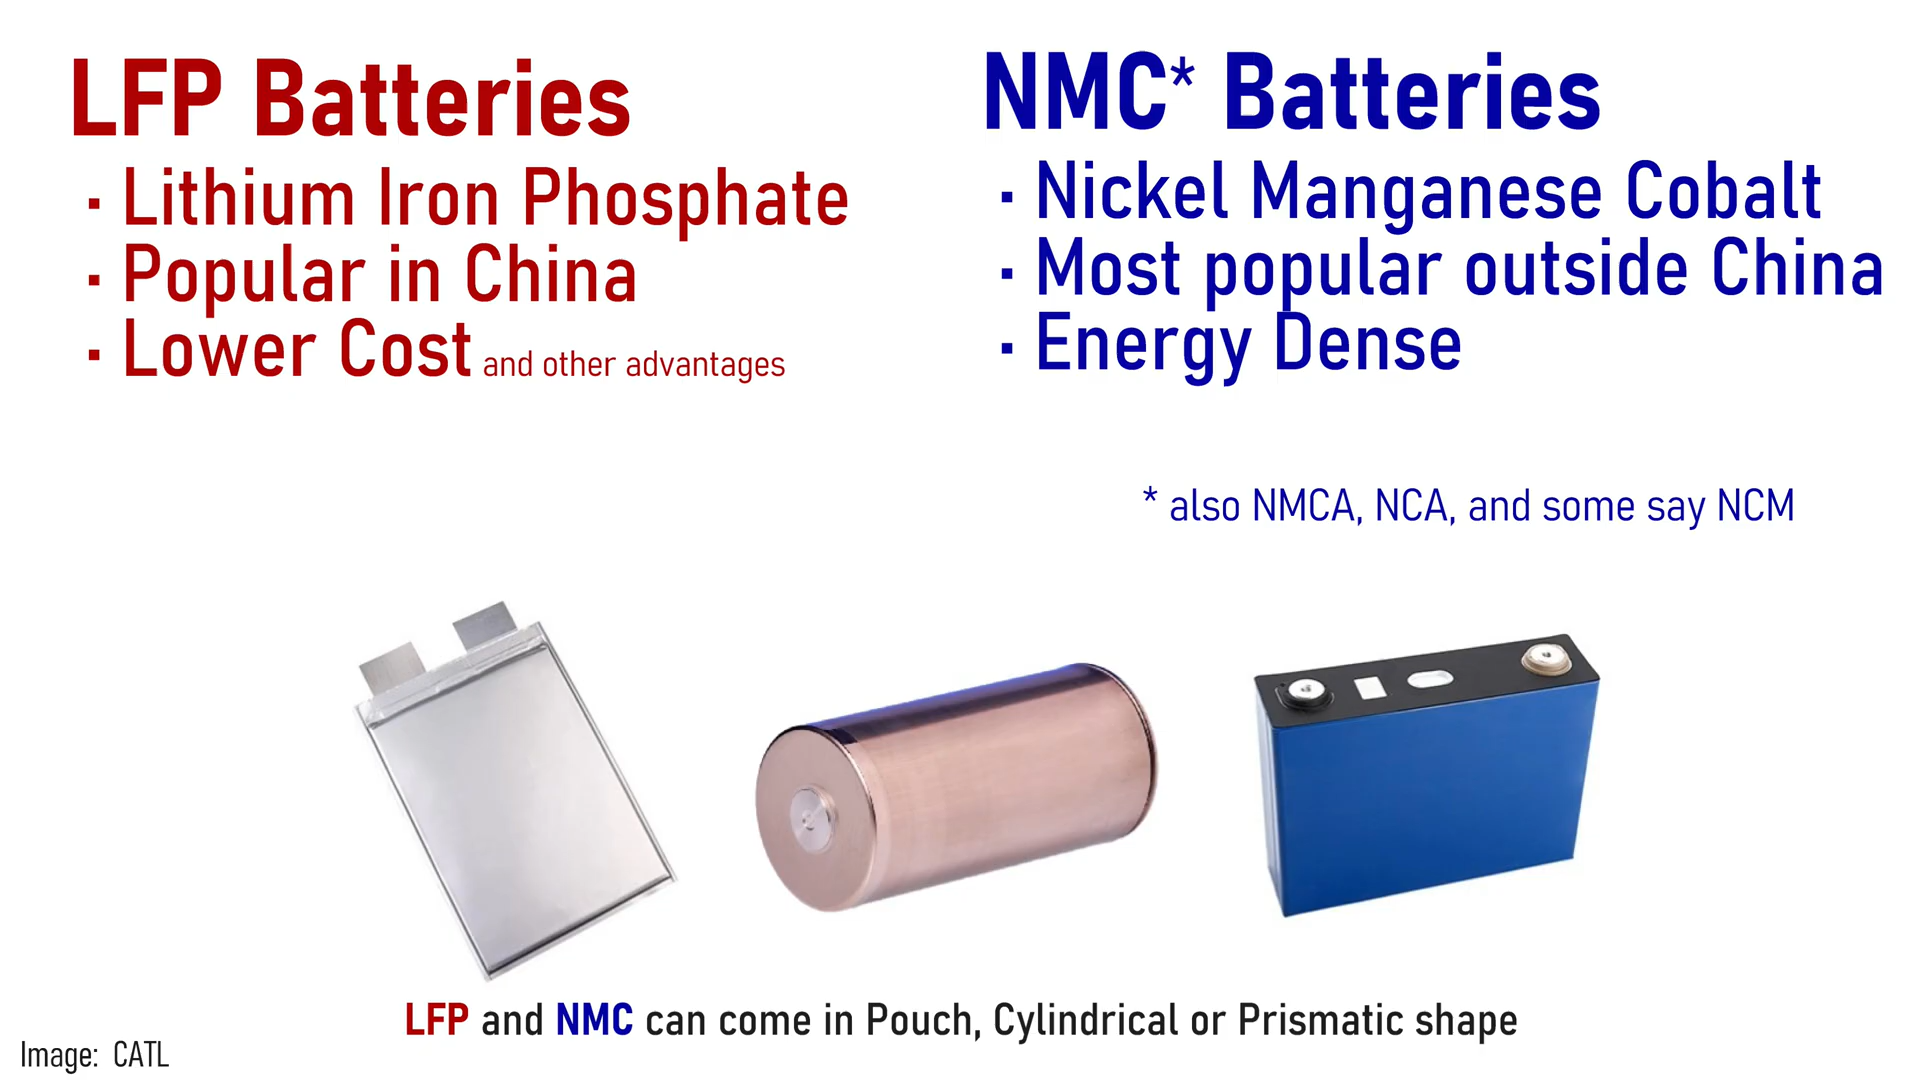 LFP Batteries
· Lithium Iron Phosphate
· Popular in China
· Lower Cost and other advantages
NMC* Batteries
· Nickel Manganese Cobalt
· Most popular outside China
· Energy Dense
* also NMCA, NCA, and some say NCM
LFP and NMC can come in Pouch, Cylindrical or Prismatic shape
Image: CATL